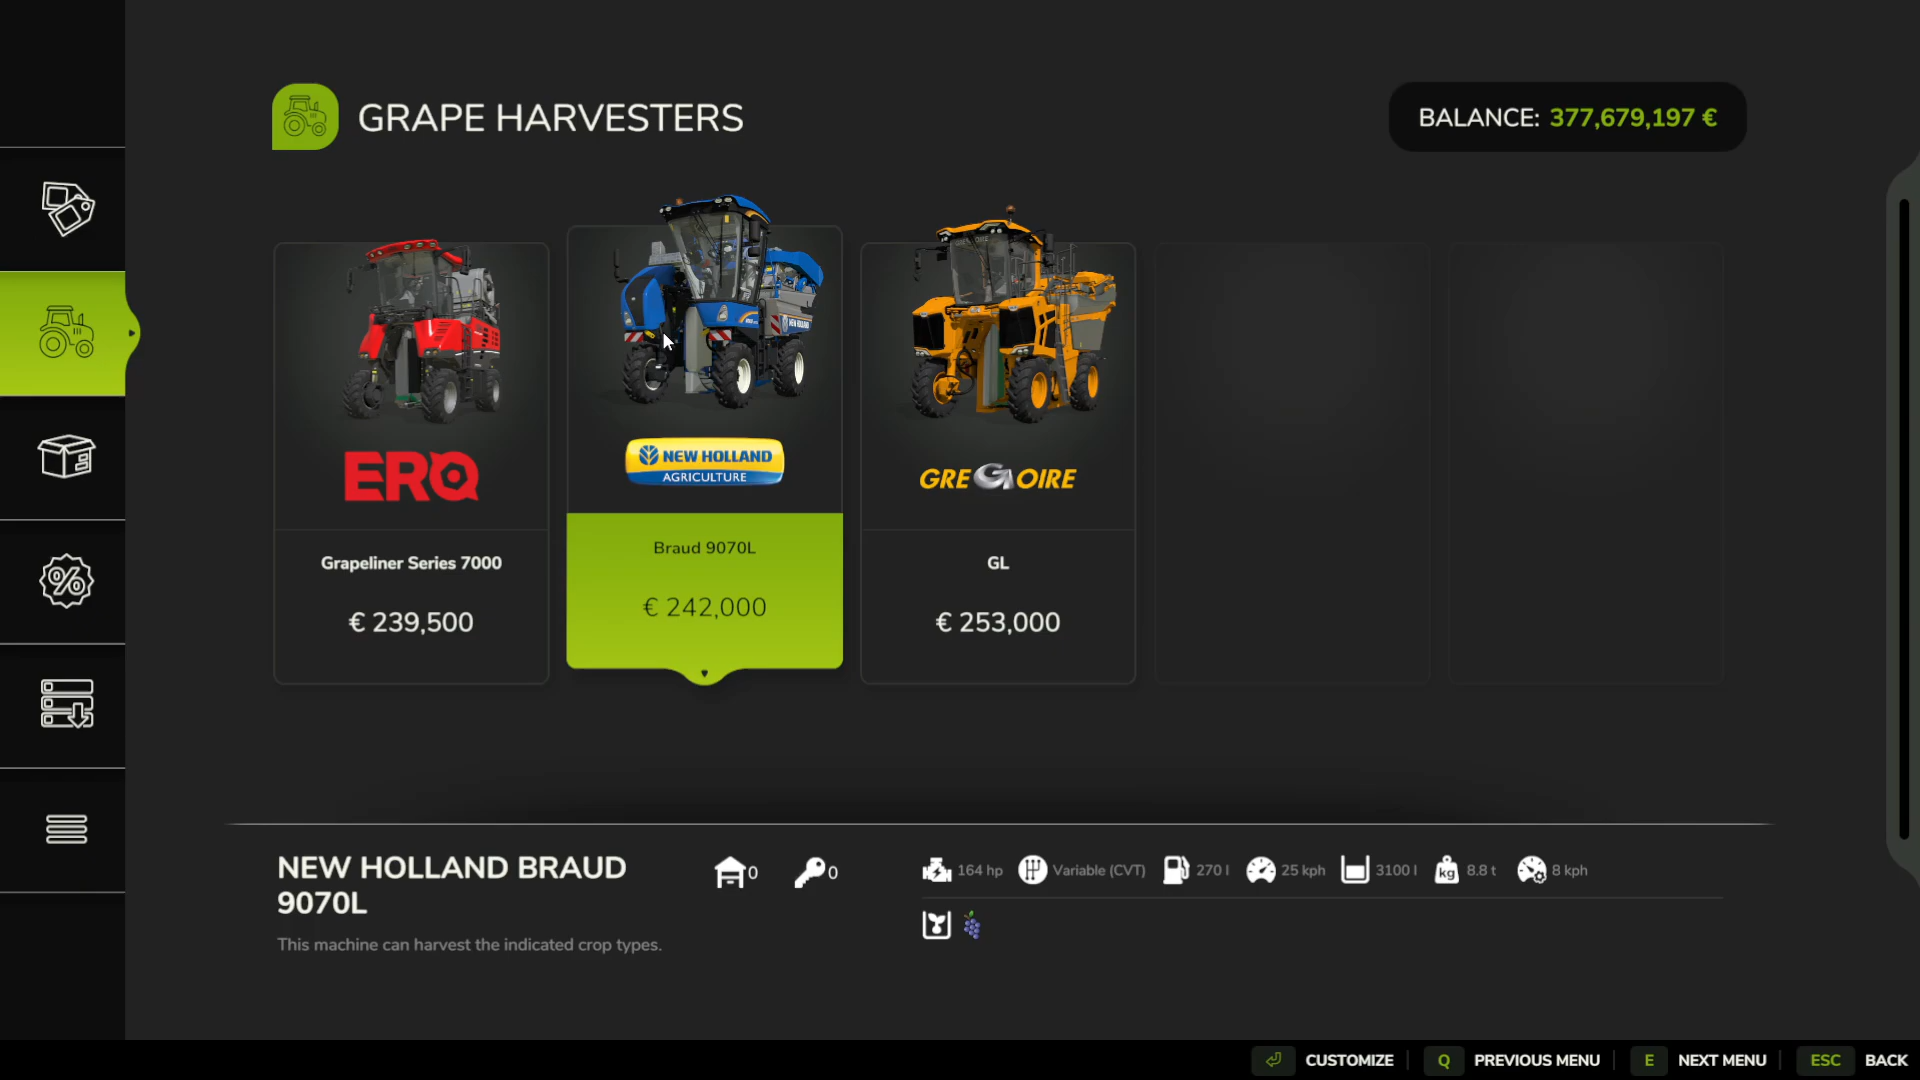 GRAPE HARVESTERS
BALANCE: 377,679,197 €
ERO
NEW HOLLAND
AGRICULTURE
GREGOIRE
Grapeliner Series 7000
Braud 9070L
GL
€ 239,500
€ 242,000
€ 253,000
NEW HOLLAND BRAUD
9070L
This machine can harvest the indicated crop types.
0
0
164 hp
Variable (CVT)
270 l
25 kph
3100 l
kg 8.8 t
8 kph
CUSTOMIZE
Q PREVIOUS MENU
E NEXT MENU
ESC BACK